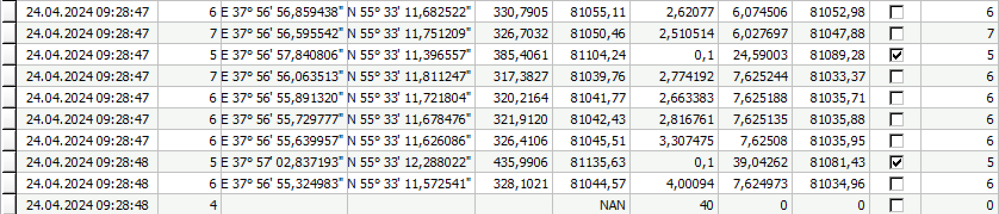 24.04.2024 09:28:47 6 E 37° 56' 56,859438" N 55° 33' 11,682522" 330,7905 81055,11 2,62077 6,074506 81052,98 6
24.04.2024 09:28:47 7 E 37° 56' 56,595542" N 55° 33' 11,751209" 326,7032 81050,46 2,510514 6,027697 81047,88 7
24.04.2024 09:28:47 5 E 37° 56' 57,840806" N 55° 33' 11,396557" 385,4061 81104,24 0,1 24,59003 81089,28 5
24.04.2024 09:28:47 7 E 37° 56' 56,063513" N 55° 33' 11,811247" 317,3827 81039,76 2,774192 7,625244 81033,37 6
24.04.2024 09:28:47 6 E 37° 56' 55,891320" N 55° 33' 11,721804" 320,2164 81041,77 2,663383 7,625188 81035,71 6
24.04.2024 09:28:47 6 E 37° 56' 55,729777" N 55° 33' 11,678476" 321,9120 81042,43 2,816761 7,625135 81035,88 6
24.04.2024 09:28:47 6 E 37° 56' 55,639957" N 55° 33' 11,626086" 326,4106 81045,51 3,307475 7,62508 81035,95 6
24.04.2024 09:28:48 5 E 37° 57' 02,837193" N 55° 33' 12,288022" 435,9906 81135,63 0,1 39,04262 81081,43 5
24.04.2024 09:28:48 6 E 37° 56' 55,324983" N 55° 33' 11,572541" 328,1021 81044,57 4,00094 7,624973 81034,96 6
24.04.2024 09:28:48 4 NAN 40 0 0 0